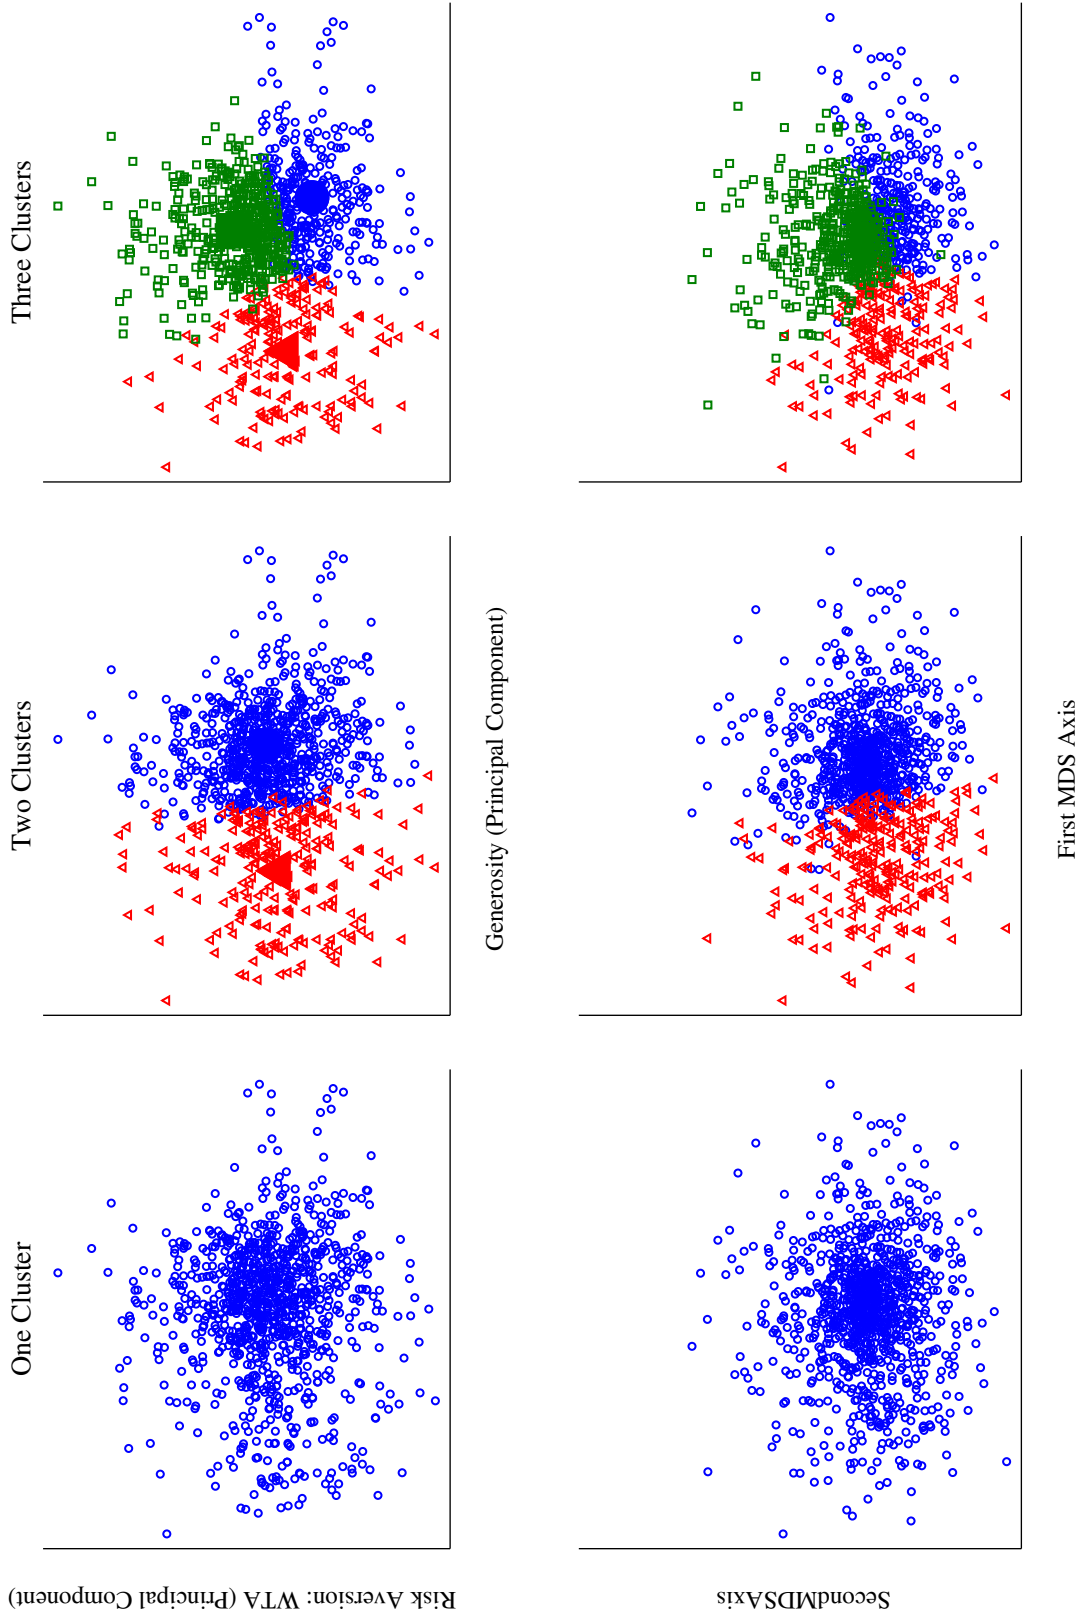 One Cluster
Two Clusters
Three Clusters
Risk Aversion: WTA (Principal Component)
Generosity (Principal Component)
SecondMDSAxis
First MDS Axis